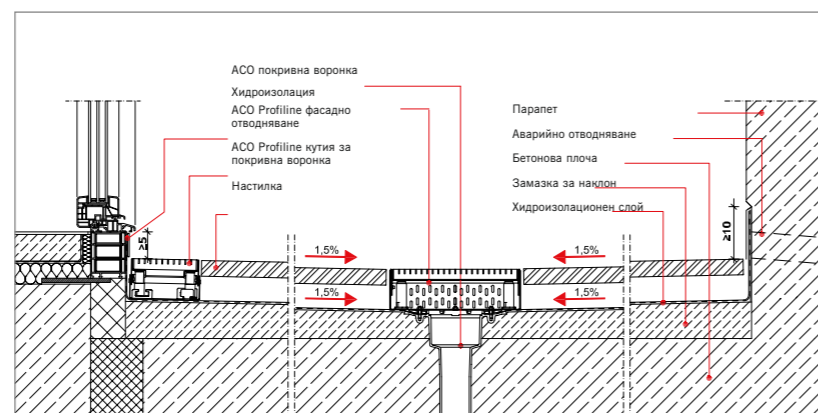 ACO покривна воронка
Хидроизолация
ACO Profiline фасадно
отводняване
ACO Profiline кутия за
покривна воронка
Настилка
Парапет
Аварийно отводняване
Бетонова плоча
Замазка за наклон
Хидроизолационен слой
≥5
≥10
1,5%
1,5%
1,5%
1,5%